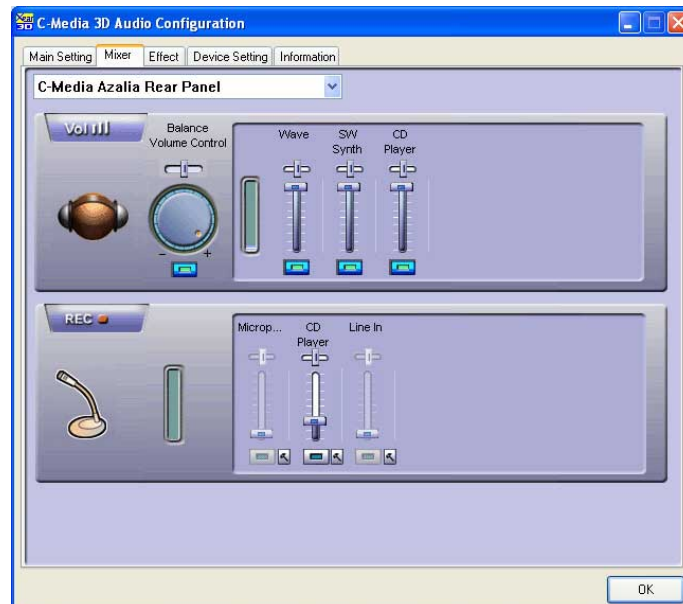 C-Media 3D Audio Configuration
Main Setting Mixer Effect Device Setting Information
C-Media Azalia Rear Panel
Vol
Balance
Volume Control
Wave
SW
Synth
CD
Player
- +
REC
Microp...
CD
Player
Line In
OK